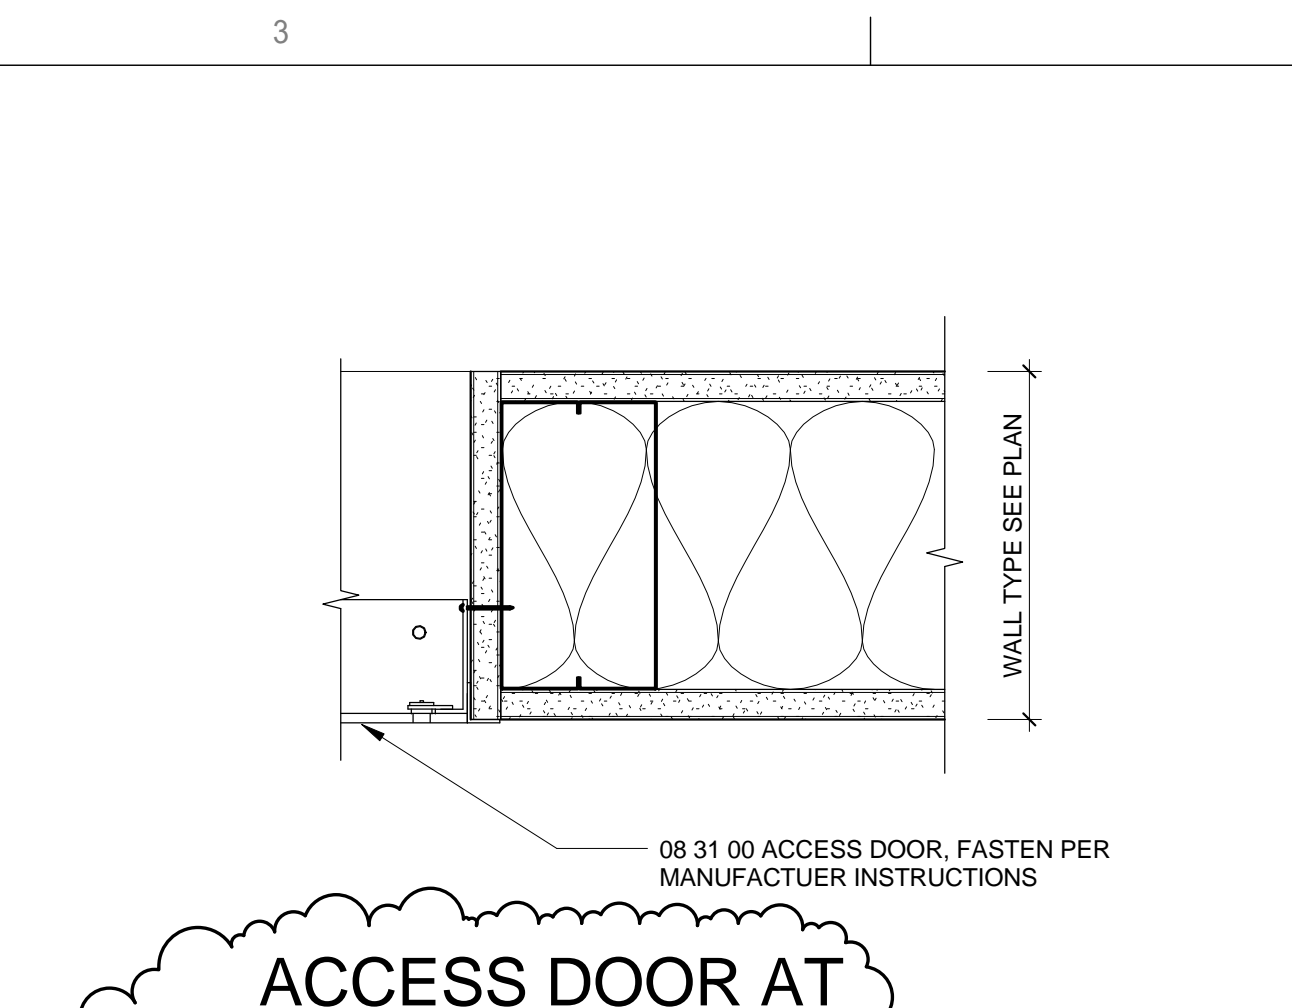 3
WALL TYPE SEE PLAN
08 31 00 ACCESS DOOR, FASTEN PER
MANUFACTUER INSTRUCTIONS
ACCESS DOOR AT